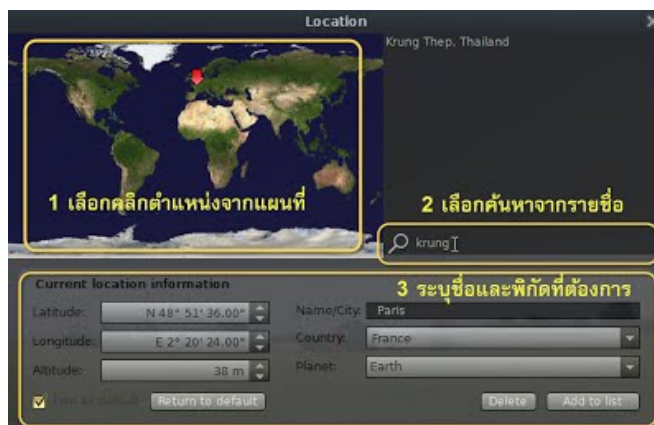 Location
Krung Thep, Thailand
1 เลือกคลิกตำแหน่งจากแผนที่
2 เลือกค้นหาจากรายชื่อ
krung
Current location information
3 ระบุชื่อและพิกัดที่ต้องการ
Latitude: N 48° 51' 36.00" Name/City: Paris
Longitude: E 2° 20' 24.00" Country: France
Altitude: 38 m Planet: Earth
Return to default Delete Add to list